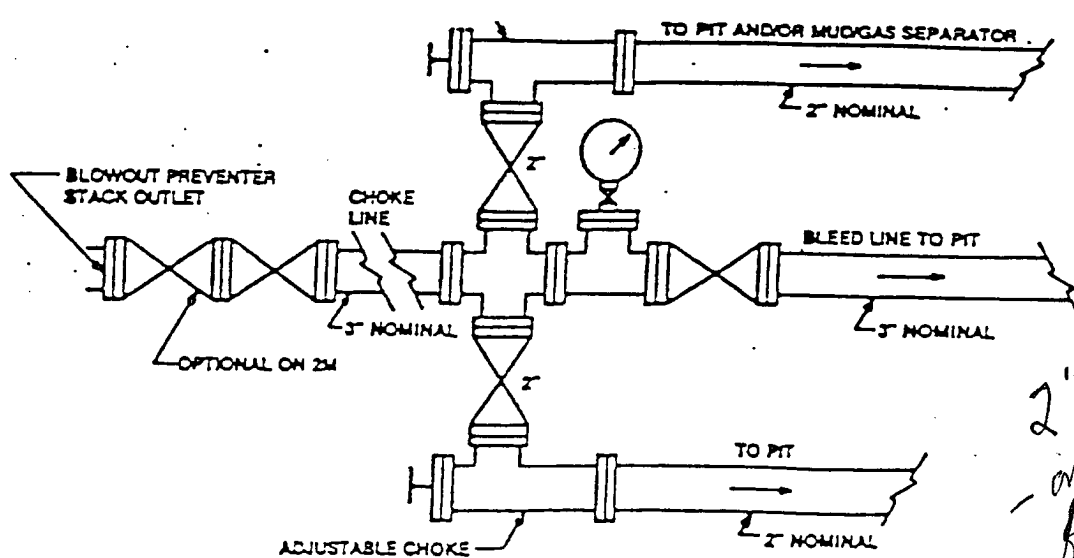 TO PIT AND/OR MUD/GAS SEPARATOR
2" NOMINAL
2"
BLOWOUT PREVENTER
STACK OUTLET
CHOKE
LINE
BLEED LINE TO PIT
3" NOMINAL
3" NOMINAL
OPTIONAL ON 2M
2"
2'
TO PIT
ADJUSTABLE CHOKE
2" NOMINAL